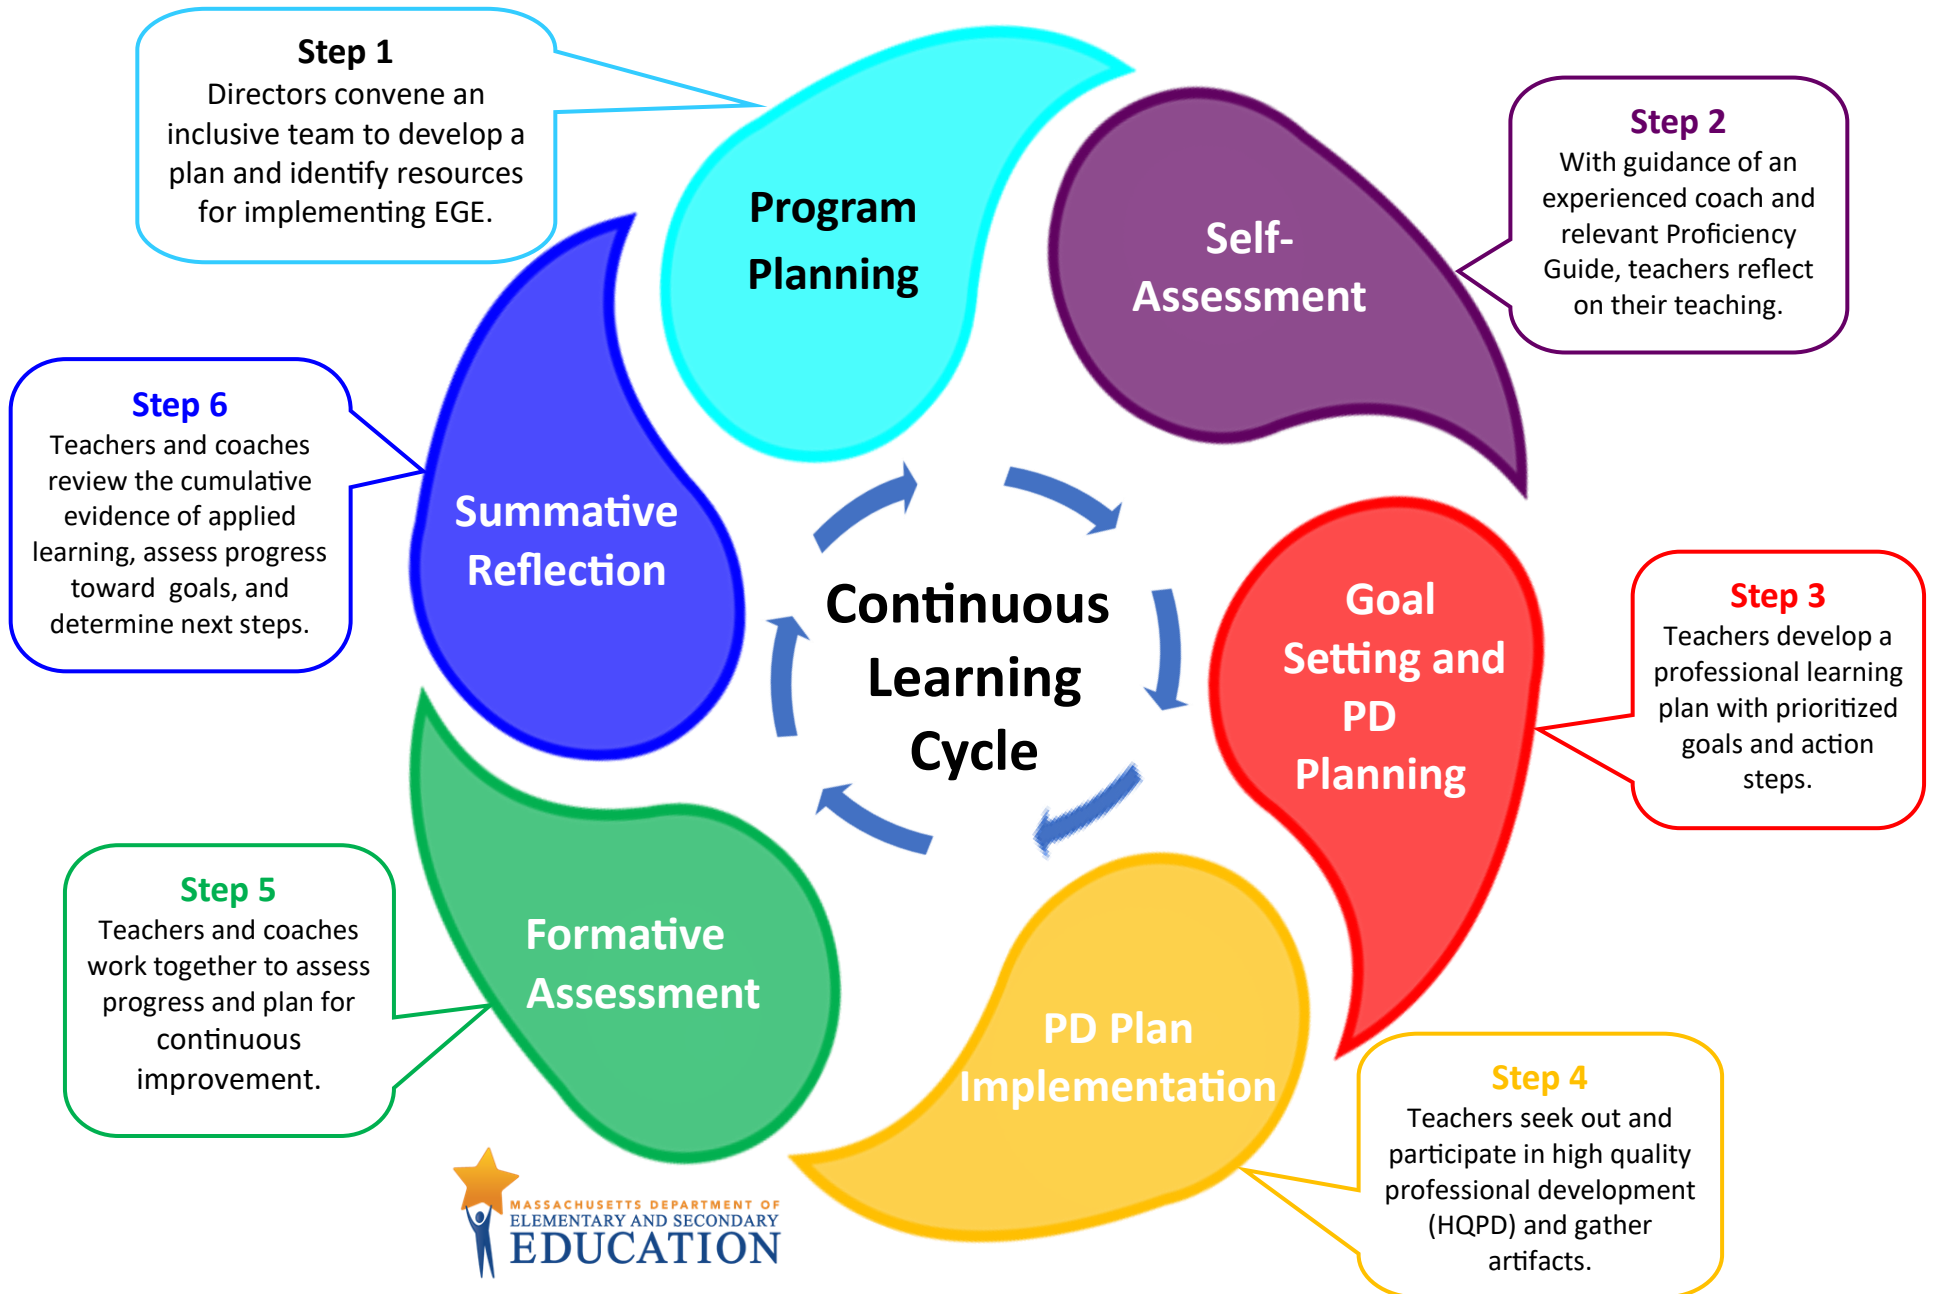 Step 1
Directors convene an
inclusive team to develop a
plan and identify resources
for implementing EGE.
Program
Planning
Self-
Assessment
Step 2
With guidance of an
experienced coach and
relevant Proficiency
Guide, teachers reflect
on their teaching.
Goal
Setting and
PD
Planning
Step 3
Teachers develop a
professional learning
plan with prioritized
goals and action
steps.
PD Plan
Implementation
Step 4
Teachers seek out and
participate in high quality
professional development
(HQPD) and gather
artifacts.
Formative
Assessment
Step 5
Teachers and coaches
work together to assess
progress and plan for
continuous
improvement.
Summative
Reflection
Step 6
Teachers and coaches
review the cumulative
evidence of applied
learning, assess progress
toward  goals, and
determine next steps.
Continuous
Learning
Cycle
MASSACHUSETTS DEPARTMENT OF
ELEMENTARY AND SECONDARY
EDUCATION